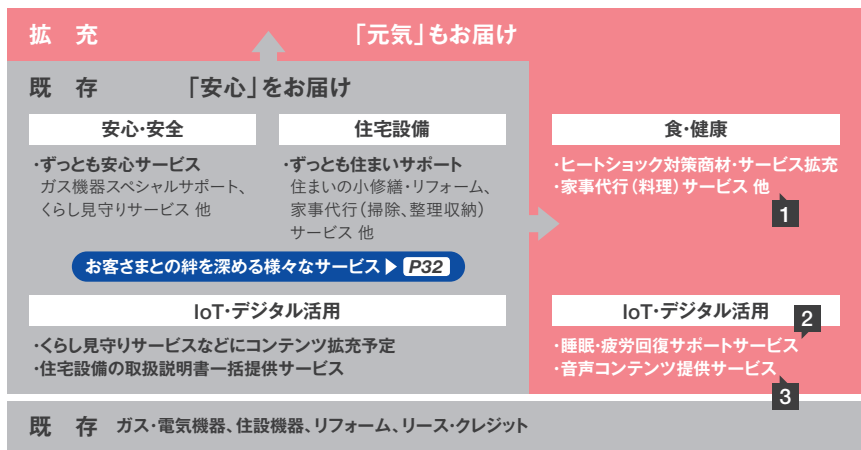 拡 充 「元気」もお届け
既 存 「安心」をお届け
安心・安全
・ずっとも安心サービス
ガス機器スペシャルサポート、
くらし見守りサービス 他
住宅設備
・ずっとも住まいサポート
住まいの小修繕・リフォーム、
家事代行(掃除、整理収納)
サービス 他
お客さまとの絆を深める様々なサービス▶ P32
食・健康
・ヒートショック対策商材・サービス拡充
・家事代行(料理)サービス 他
1
IoT・デジタル活用
・くらし見守りサービスなどにコンテンツ拡充予定
・住宅設備の取扱説明書一括提供サービス
IoT・デジタル活用
2
・睡眠・疲労回復サポートサービス
・音声コンテンツ提供サービス
3
既 存 ガス・電気機器、住設機器、リフォーム、リース・クレジット